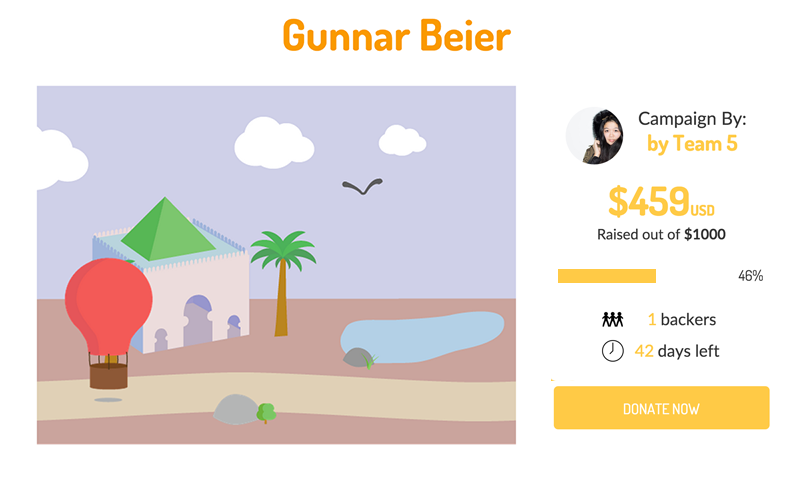 Gunnar Beier
Campaign By:
by Team 5
$459USD
Raised out of $1000
46%
1 backers
42 days left
DONATE NOW